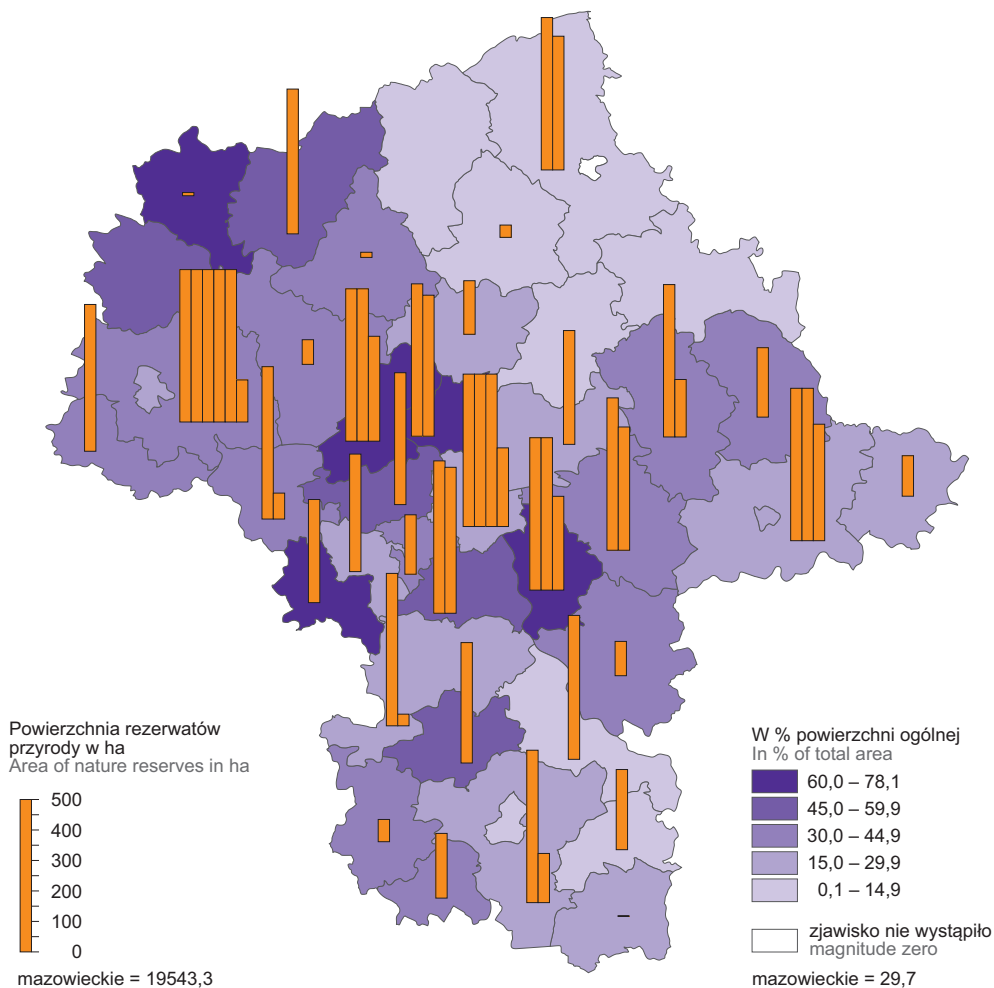 Powierzchnia rezerwatów
przyrody w ha
Area of nature reserves in ha
500
400
300
200
100
0
mazowieckie = 19543,3
W % powierzchni ogólnej
In % of total area
60,0 – 78,1
45,0 – 59,9
30,0 – 44,9
15,0 – 29,9
0,1 – 14,9
zjawisko nie wystąpiło
magnitude zero
mazowieckie = 29,7